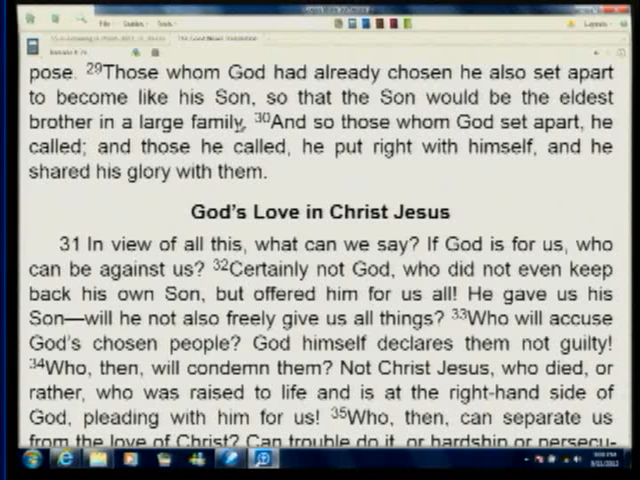 pose. 29Those whom God had already chosen he also set apart
to become like his Son, so that the Son would be the eldest
brother in a large family. 30And so those whom God set apart, he
called; and those he called, he put right with himself, and he
shared his glory with them.
God's Love in Christ Jesus
31 In view of all this, what can we say? If God is for us, who
can be against us? 32Certainly not God, who did not even keep
back his own Son, but offered him for us all! He gave us his
Son—will he not also freely give us all things? 33Who will accuse
God's chosen people? God himself declares them not guilty!
34Who, then, will condemn them? Not Christ Jesus, who died, or
rather, who was raised to life and is at the right-hand side of
God, pleading with him for us! 35Who, then, can separate us
from the love of Christ? Can trouble do it, or hardship or persecu-